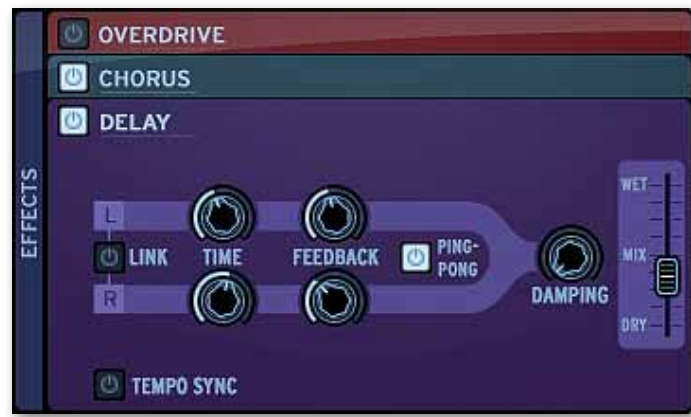 EFFECTS
OVERDRIVE
CHORUS
DELAY
L
LINK
R
TIME
FEEDBACK
PING-
PONG
DAMPING
WET
MIX
DRY
TEMPO SYNC